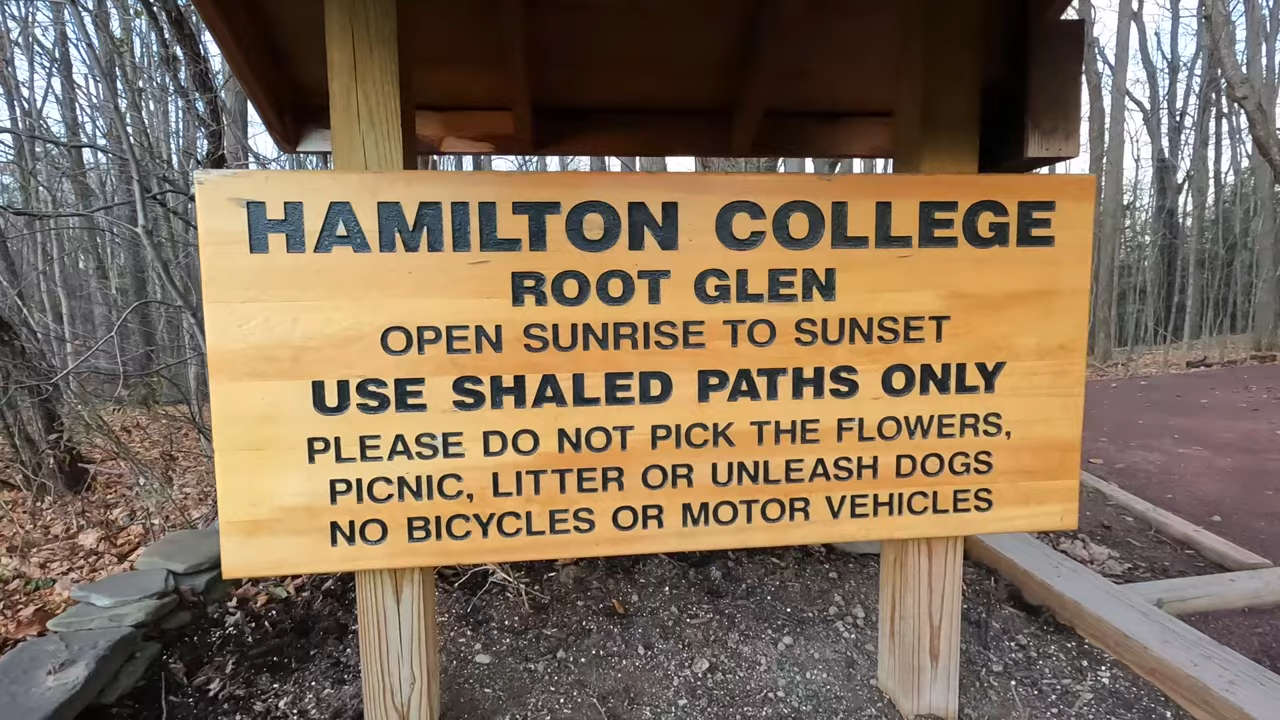 HAMILTON COLLEGE
ROOT GLEN
OPEN SUNRISE TO SUNSET
USE SHALED PATHS ONLY
PLEASE DO NOT PICK THE FLOWERS,
PICNIC, LITTER OR UNLEASH DOGS
NO BICYCLES OR MOTOR VEHICLES